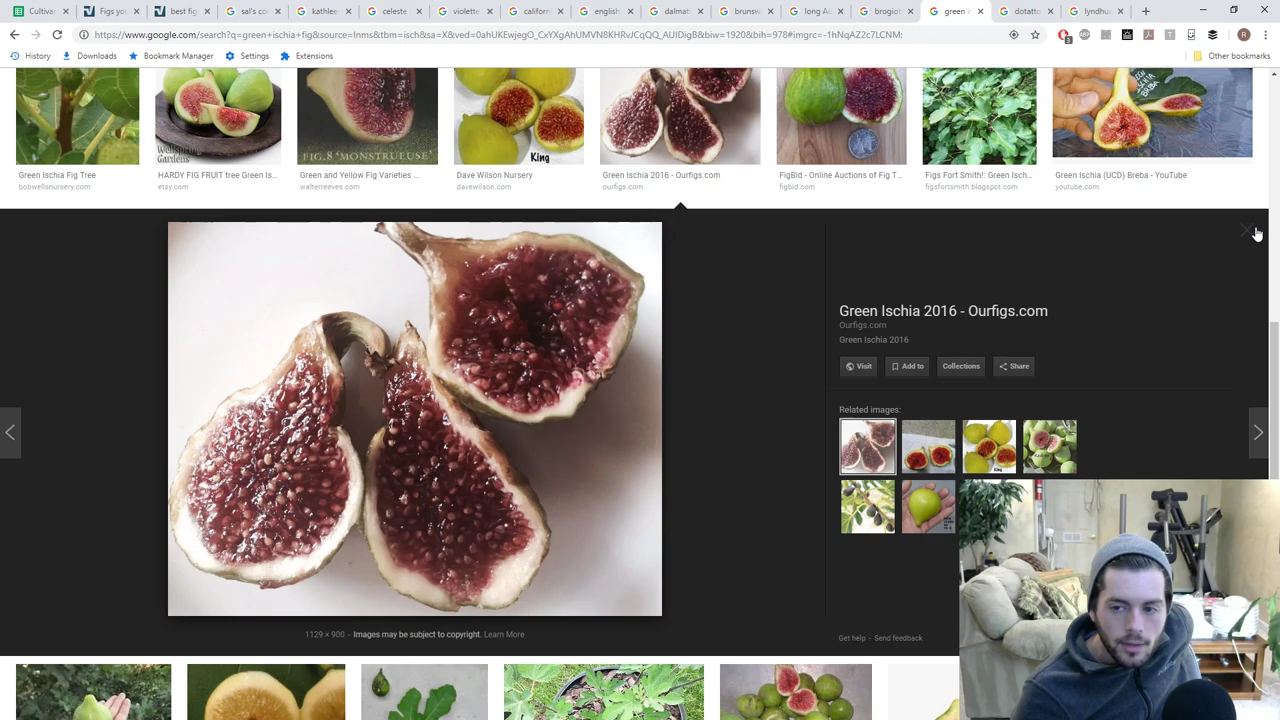 Cultivar
Figs yo
best fig
sal's co
kathlee
celeste
violette
californ
english
dalmati
brunsw
long Au
brogiot
green is
dotatto
lyndhu
https://www.google.com/search?q=green+ischia+fig&source=lnms&tbm=isch&sa=X&ved=0ahUKEwjegO_CxYXgAhUMVN8KHRvJCqQQ_AUIDigB&biw=1920&bih=978#imgrc=-1hNqAZ2c7LCNM:
History
Downloads
Bookmark Manager
Settings
Extensions
Other bookmarks
Wellspring
Gardens
FIG.8 'MONSTRUEUSE'
King
Green Ischia Fig Tree
bobwellsnursery.com
HARDY FIG FRUIT tree Green Is...
etsy.com
Green and Yellow Fig Varieties ...
walterreeves.com
Dave Wilson Nursery
davewilson.com
Green Ischia 2016 - Ourfigs.com
ourfigs.com
FigBid - Online Auctions of Fig T...
figbid.com
Figs Fort Smith!: Green Isch...
figsfortsmith.blogspot.com
Green Ischia (UCD) Breba - YouTube
youtube.com
Green Ischia 2016 - Ourfigs.com
Ourfigs.com
Green Ischia 2016
Visit
Add to
Collections
Share
Related images:
King
1129 × 900 - Images may be subject to copyright. Learn More
Get help - Send feedback